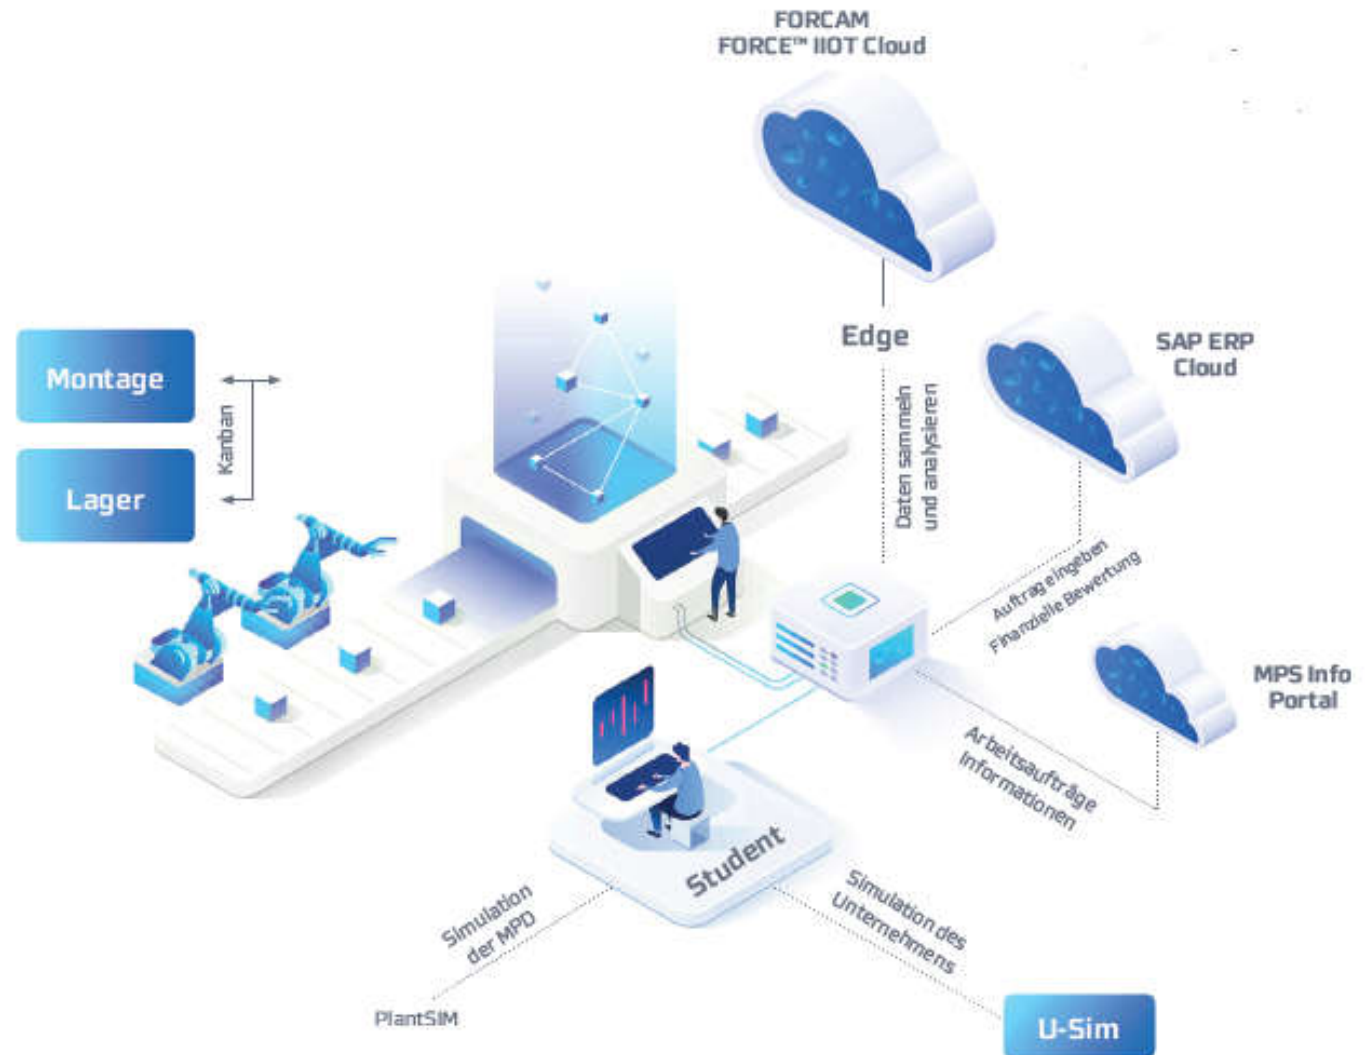 FORCAM
FORCE™ IIOT Cloud
Edge
SAP ERP
Cloud
Montage
Kanban
Lager
Daten sammeln
und analysieren
Auftrag eingeben
Finanzielle Bewertung
MPS Info
Portal
Arbeitsaufträge
Informationen
Student
Simulation
der MPD
PlantSIM
Simulation des
Unternehmens
U-Sim